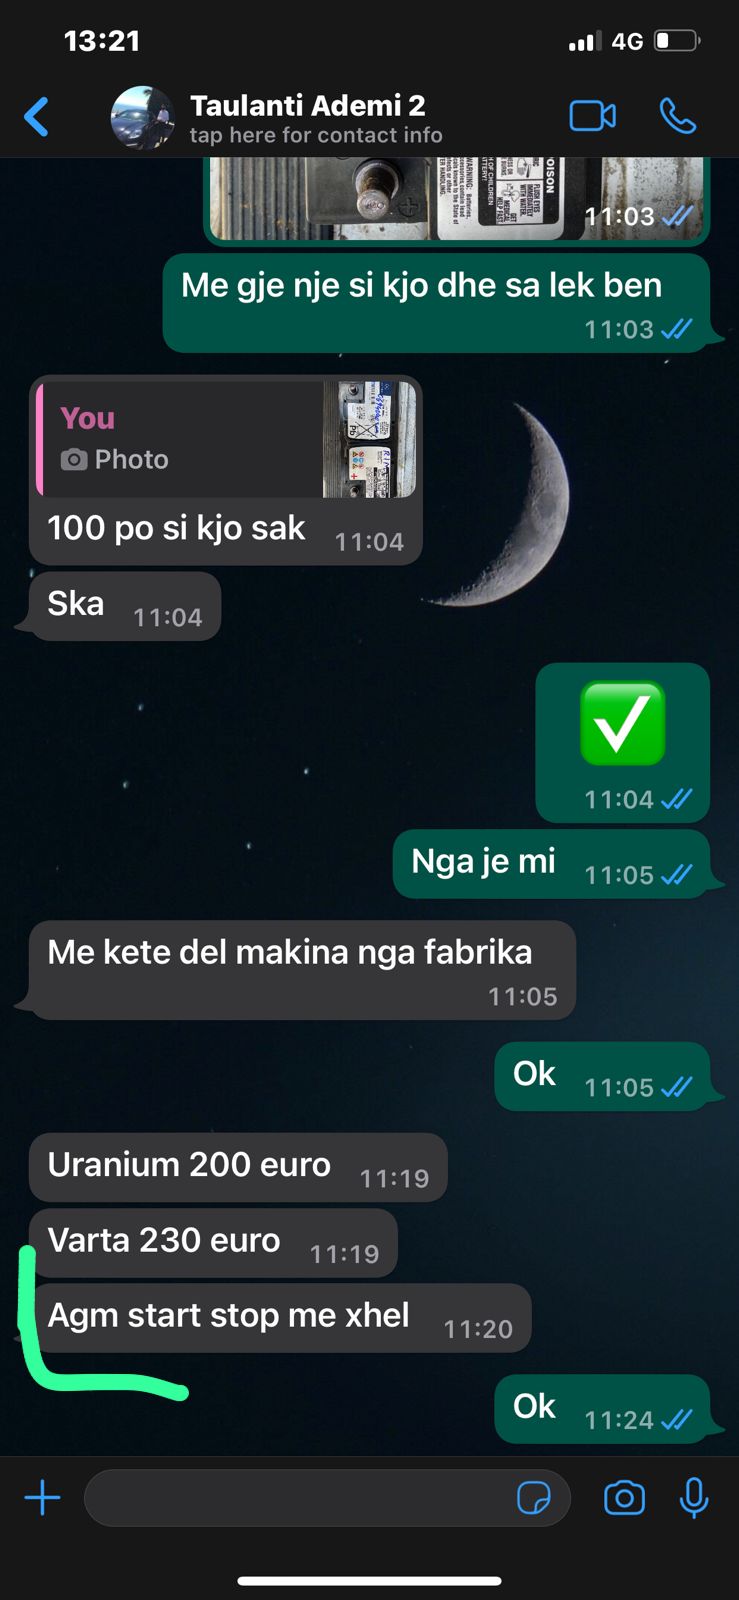 13:21
4G
Taulanti Ademi 2
tap here for contact info
POISON
11:03
Me gje nje si kjo dhe sa lek ben
11:03
You
Photo
100 po si kjo sak
11:04
Ska
11:04
11:04
Nga je mi
11:05
Me kete del makina nga fabrika
11:05
Ok
11:05
Uranium 200 euro
11:19
Varta 230 euro
11:19
Agm start stop me xhel
11:20
Ok
11:24